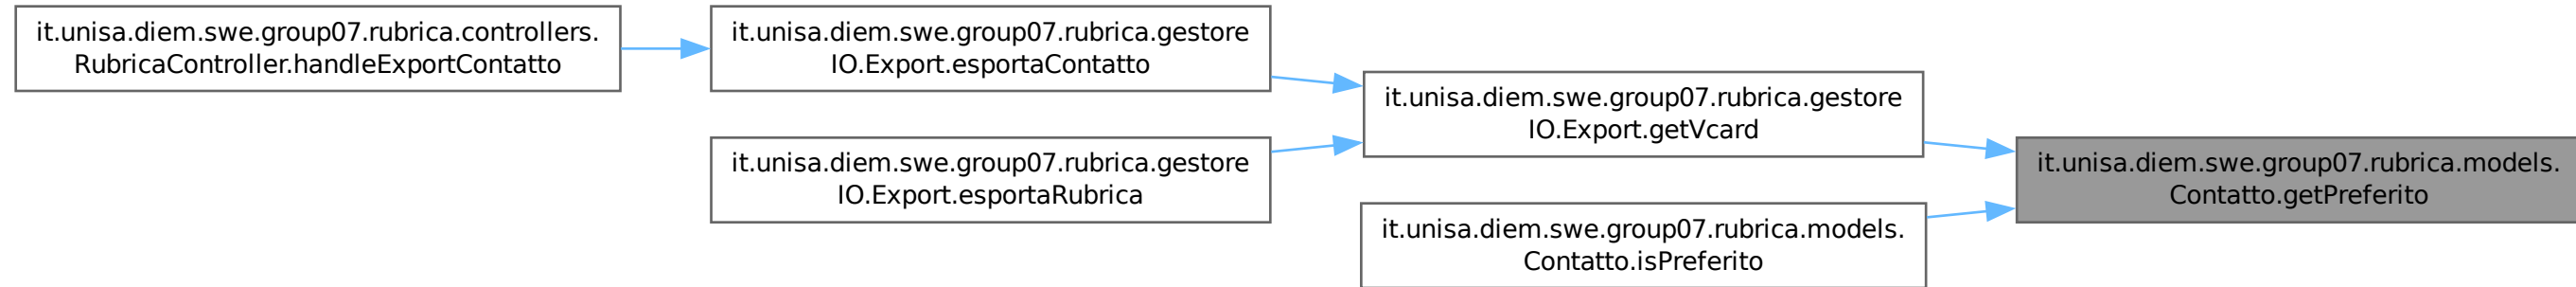 it.unisa.diem.swe.group07.rubrica.controllers.
RubricaController.handleExportContatto
it.unisa.diem.swe.group07.rubrica.gestore
IO.Export.esportaContatto
it.unisa.diem.swe.group07.rubrica.gestore
IO.Export.esportaRubrica
it.unisa.diem.swe.group07.rubrica.gestore
IO.Export.getVcard
it.unisa.diem.swe.group07.rubrica.models.
Contatto.isPreferito
it.unisa.diem.swe.group07.rubrica.models.
Contatto.getPreferito